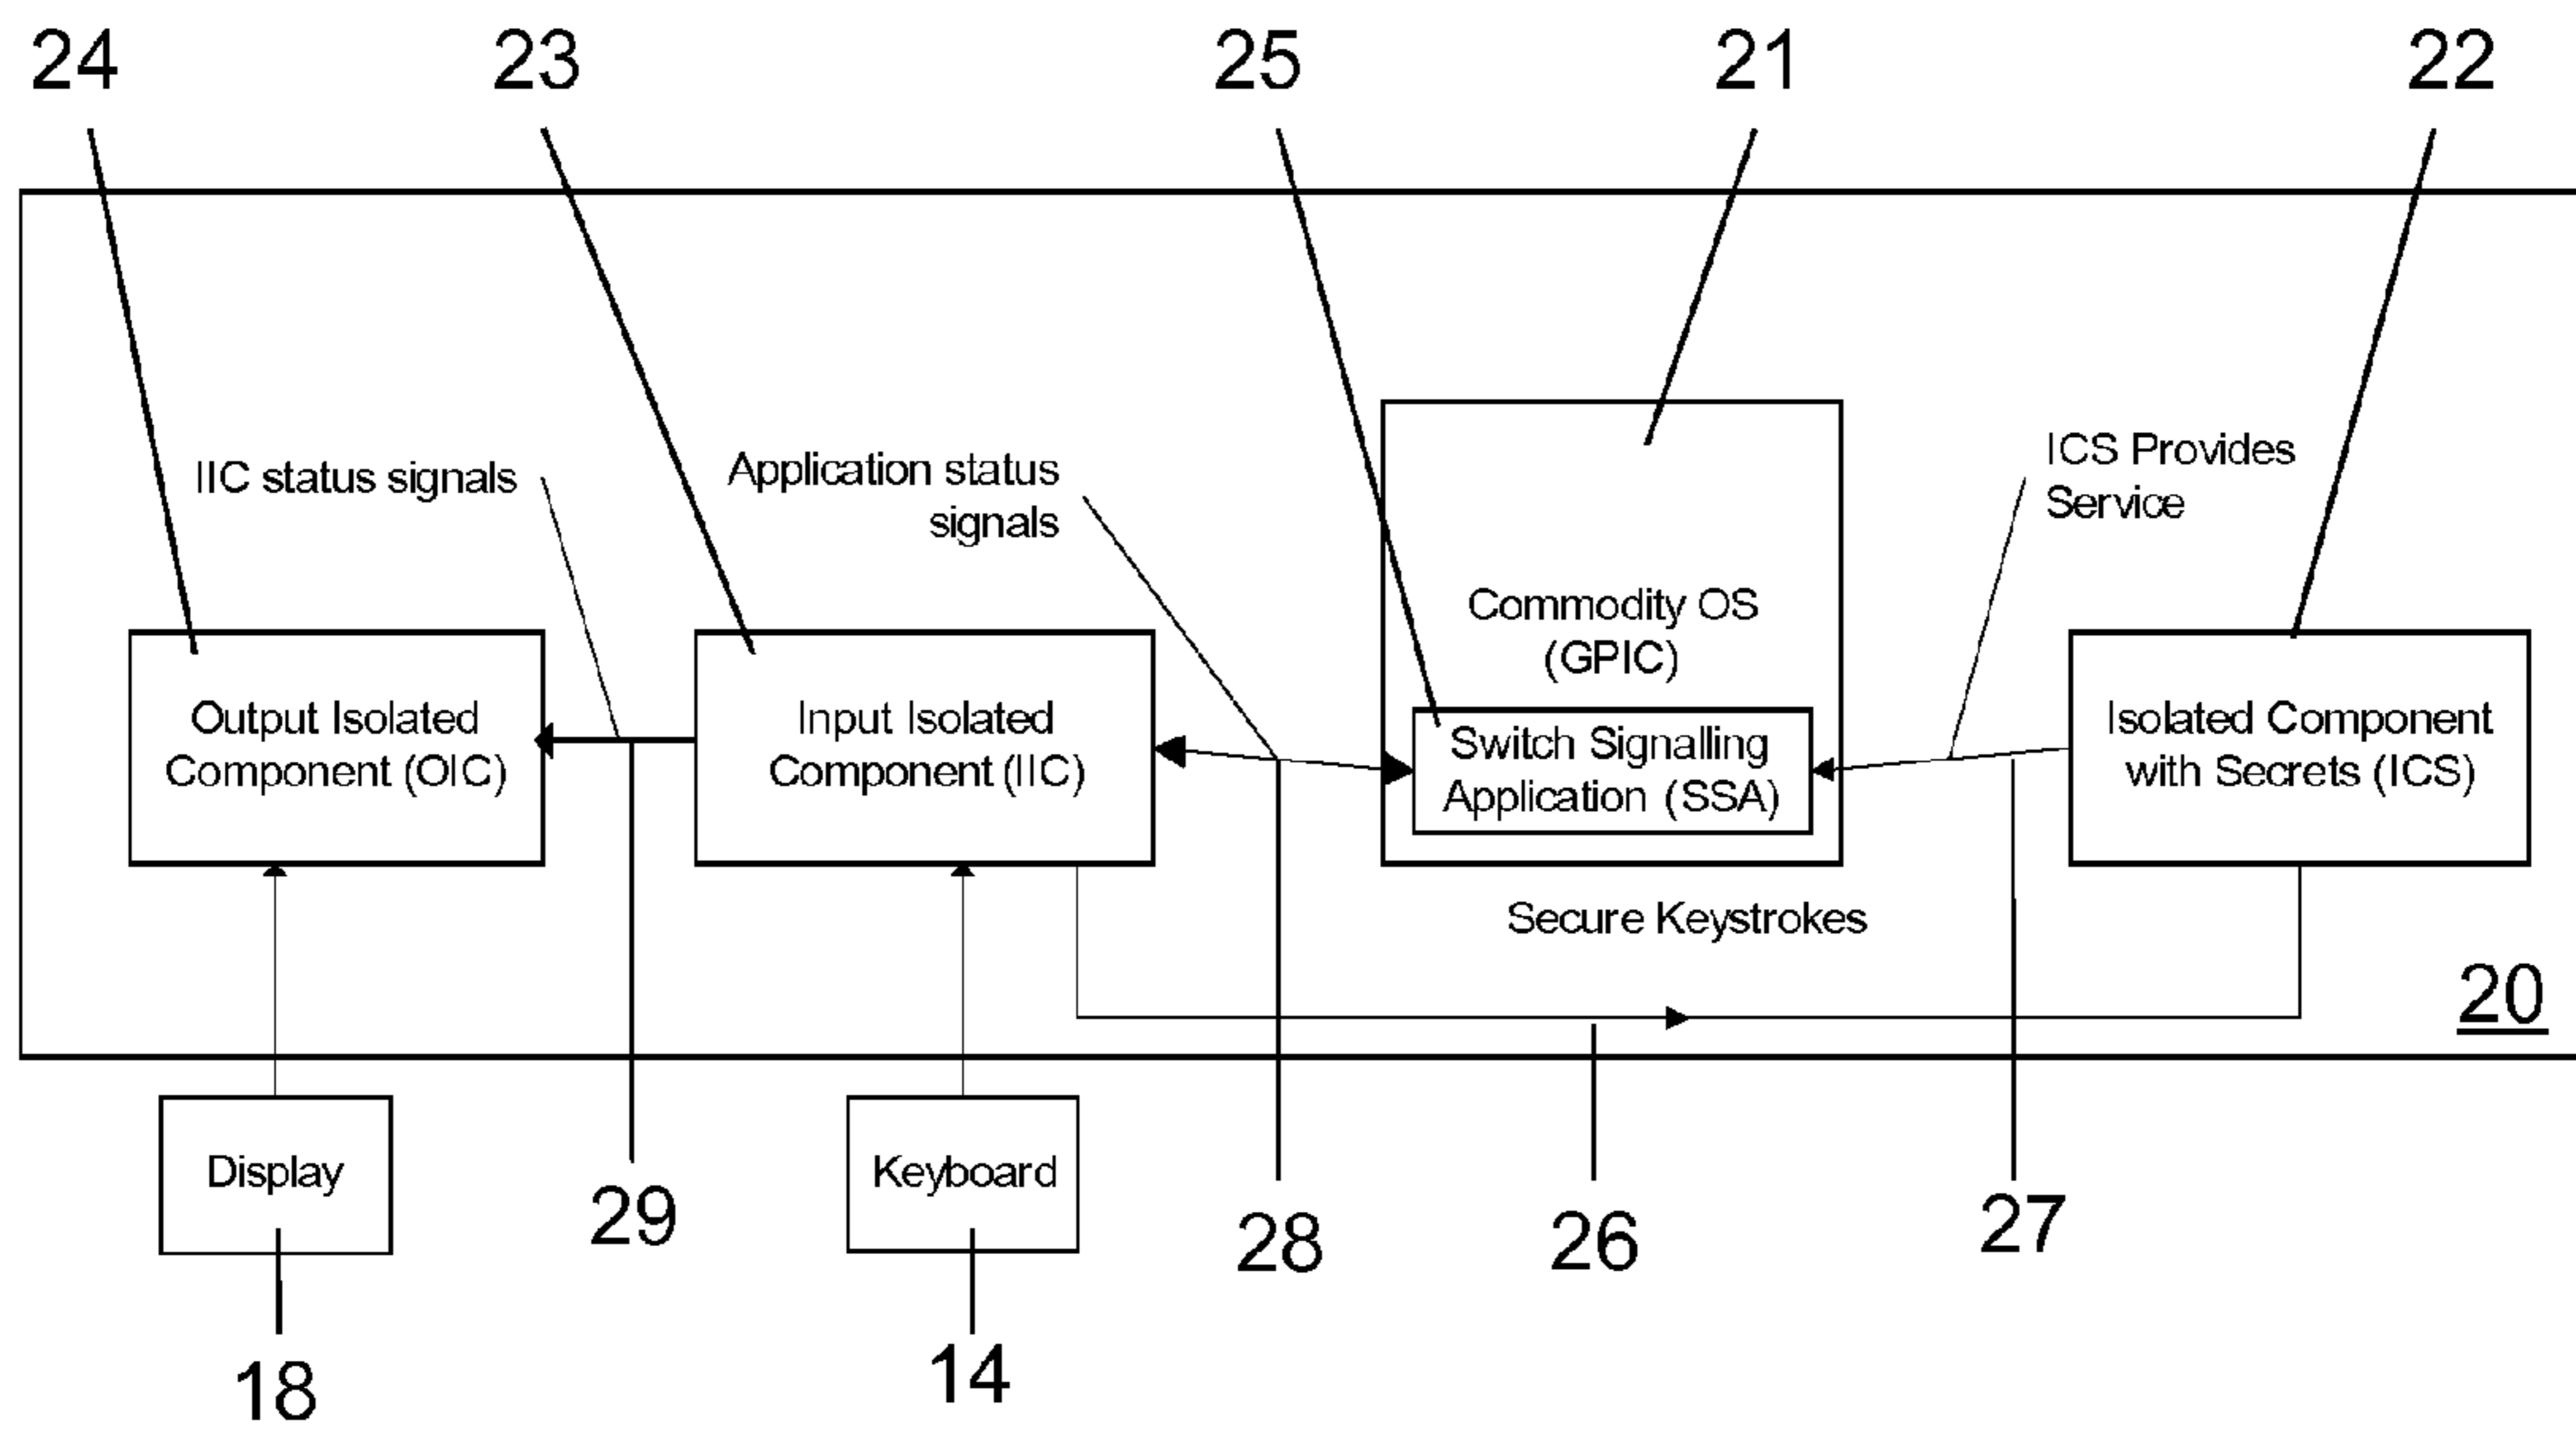 24
23
25
21
22
IIC status signals
Application status
signals
ICS Provides
Service
Commodity OS
(GPIC)
Output Isolated
Component (OIC)
Input Isolated
Component (IIC)
Switch Signalling
Application (SSA)
Isolated Component
with Secrets (ICS)
Secure Keystrokes
20
Display
Keyboard
29
28
26
27
18
14